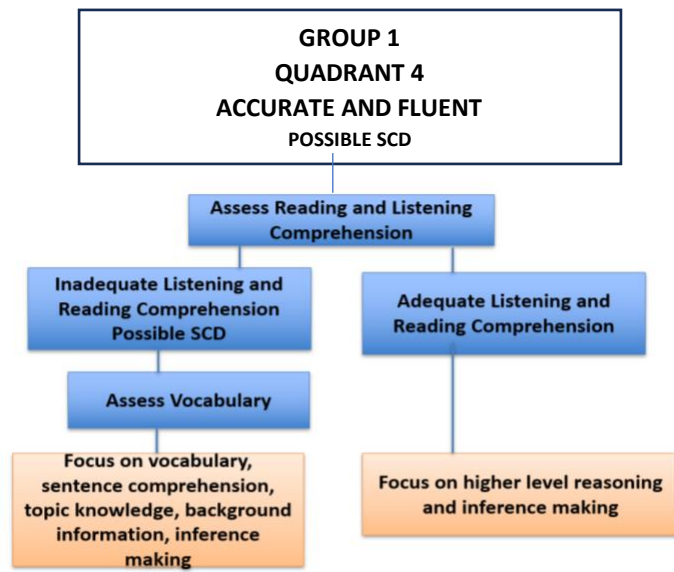 GROUP 1
QUADRANT 4
ACCURATE AND FLUENT
POSSIBLE SCD
Assess Reading and Listening
Comprehension
Inadequate Listening and
Reading Comprehension
Possible SCD
Adequate Listening and
Reading Comprehension
Assess Vocabulary
Focus on vocabulary,
sentence comprehension,
topic knowledge, background
information, inference
making
Focus on higher level reasoning
and inference making